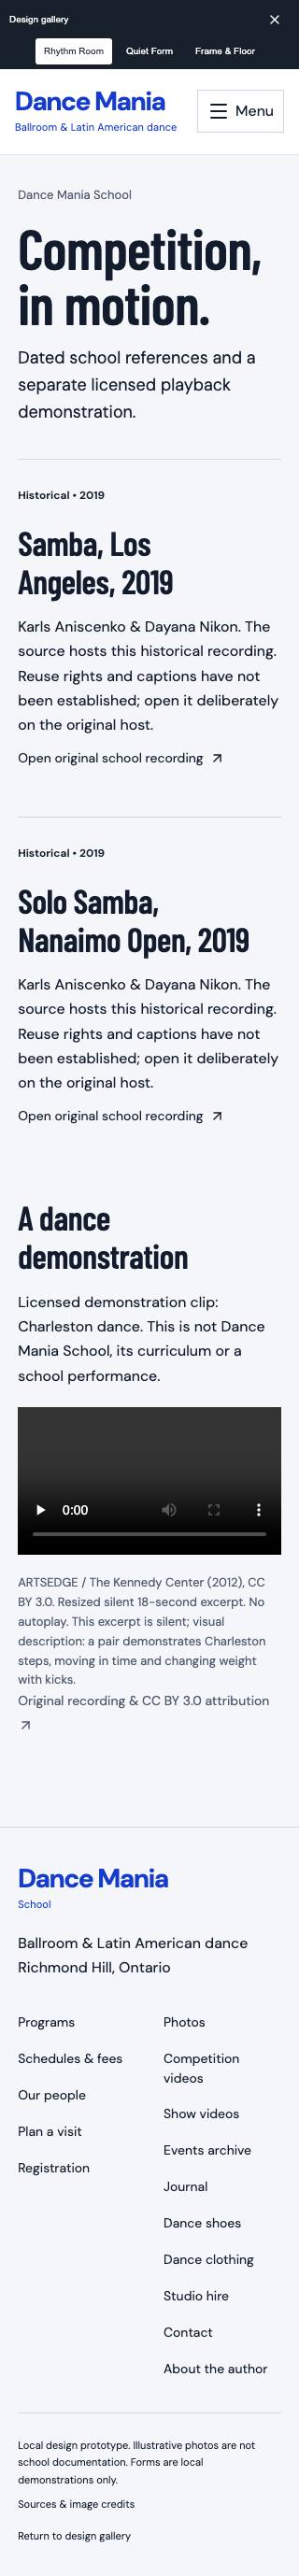 Design gallery
Rhythm Room Quiet Form Frame & Floor
Dance Mania
Ballroom & Latin American dance
Menu
Dance Mania School
Competition,
in motion.
Dated school references and a
separate licensed playback
demonstration.
Historical • 2019
Samba, Los
Angeles, 2019
Karls Aniscenko & Dayana Nikon. The
source hosts this historical recording.
Reuse rights and captions have not
been established; open it deliberately
on the original host.
Open original school recording
Historical • 2019
Solo Samba,
Nanaimo Open, 2019
Karls Aniscenko & Dayana Nikon. The
source hosts this historical recording.
Reuse rights and captions have not
been established; open it deliberately
on the original host.
Open original school recording
A dance
demonstration
Licensed demonstration clip:
Charleston dance. This is not Dance
Mania School, its curriculum or a
school performance.
0:00
ARTSEDGE / The Kennedy Center (2012), CC
BY 3.0. Resized silent 18-second excerpt. No
autoplay. This excerpt is silent; visual
description: a pair demonstrates Charleston
steps, moving in time and changing weight
with kicks.
Original recording & CC BY 3.0 attribution
Dance Mania
School
Ballroom & Latin American dance
Richmond Hill, Ontario
Programs
Schedules & fees
Our people
Plan a visit
Registration
Photos
Competition
videos
Show videos
Events archive
Journal
Dance shoes
Dance clothing
Studio hire
Contact
About the author
Local design prototype. Illustrative photos are not
school documentation. Forms are local
demonstrations only.
Sources & image credits
Return to design gallery